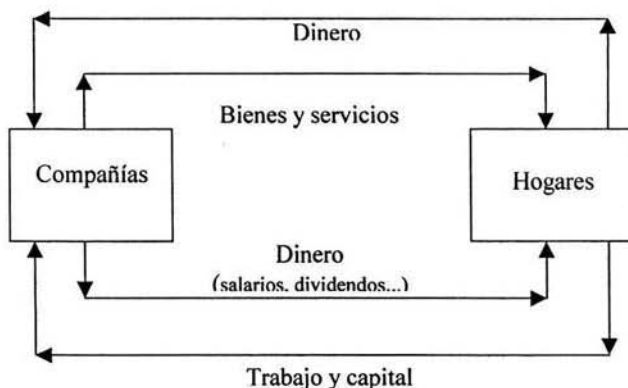 Dinero
Bienes y servicios
Compañías
Hogares
Dinero
(salarios, dividendos...)
Trabajo y capital